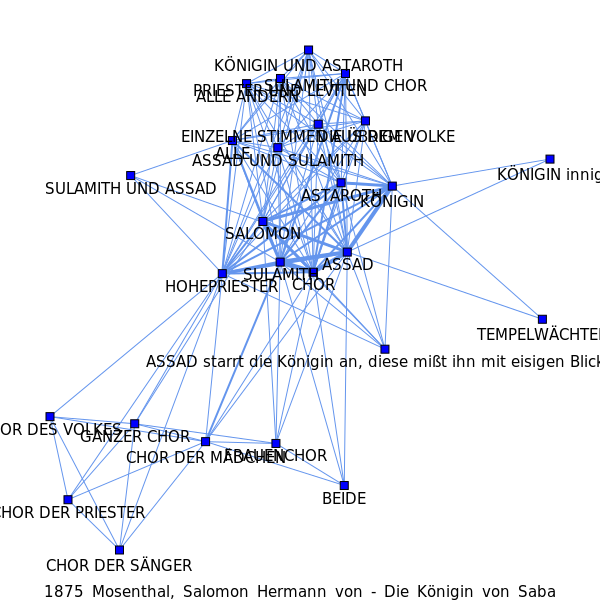 KÖNIGIN UND ASTAROTH
SULAMITH UND CHOR
PRIESTER UND LEVITEN
ALLE ANDERN
EINZELNE STIMMEN AUS DEM VOLKE
DIE ÜBRIGEN
ALLE
ASSAD UND SULAMITH
KÖNIGIN innig
SULAMITH UND ASSAD
ASTAROTH
KÖNIGIN
SALOMON
ASSAD
SULAMITH
CHOR
HOHEPRIESTER
TEMPELWÄCHTER
ASSAD starrt die Königin an, diese mißt ihn mit eisigen Blick
OR DES VOLKES
GANZER CHOR
CHOR DER MÄDCHEN
FRAUENCHOR
BEIDE
CHOR DER PRIESTER
CHOR DER SÄNGER
1875 Mosenthal, Salomon Hermann von - Die Königin von Saba